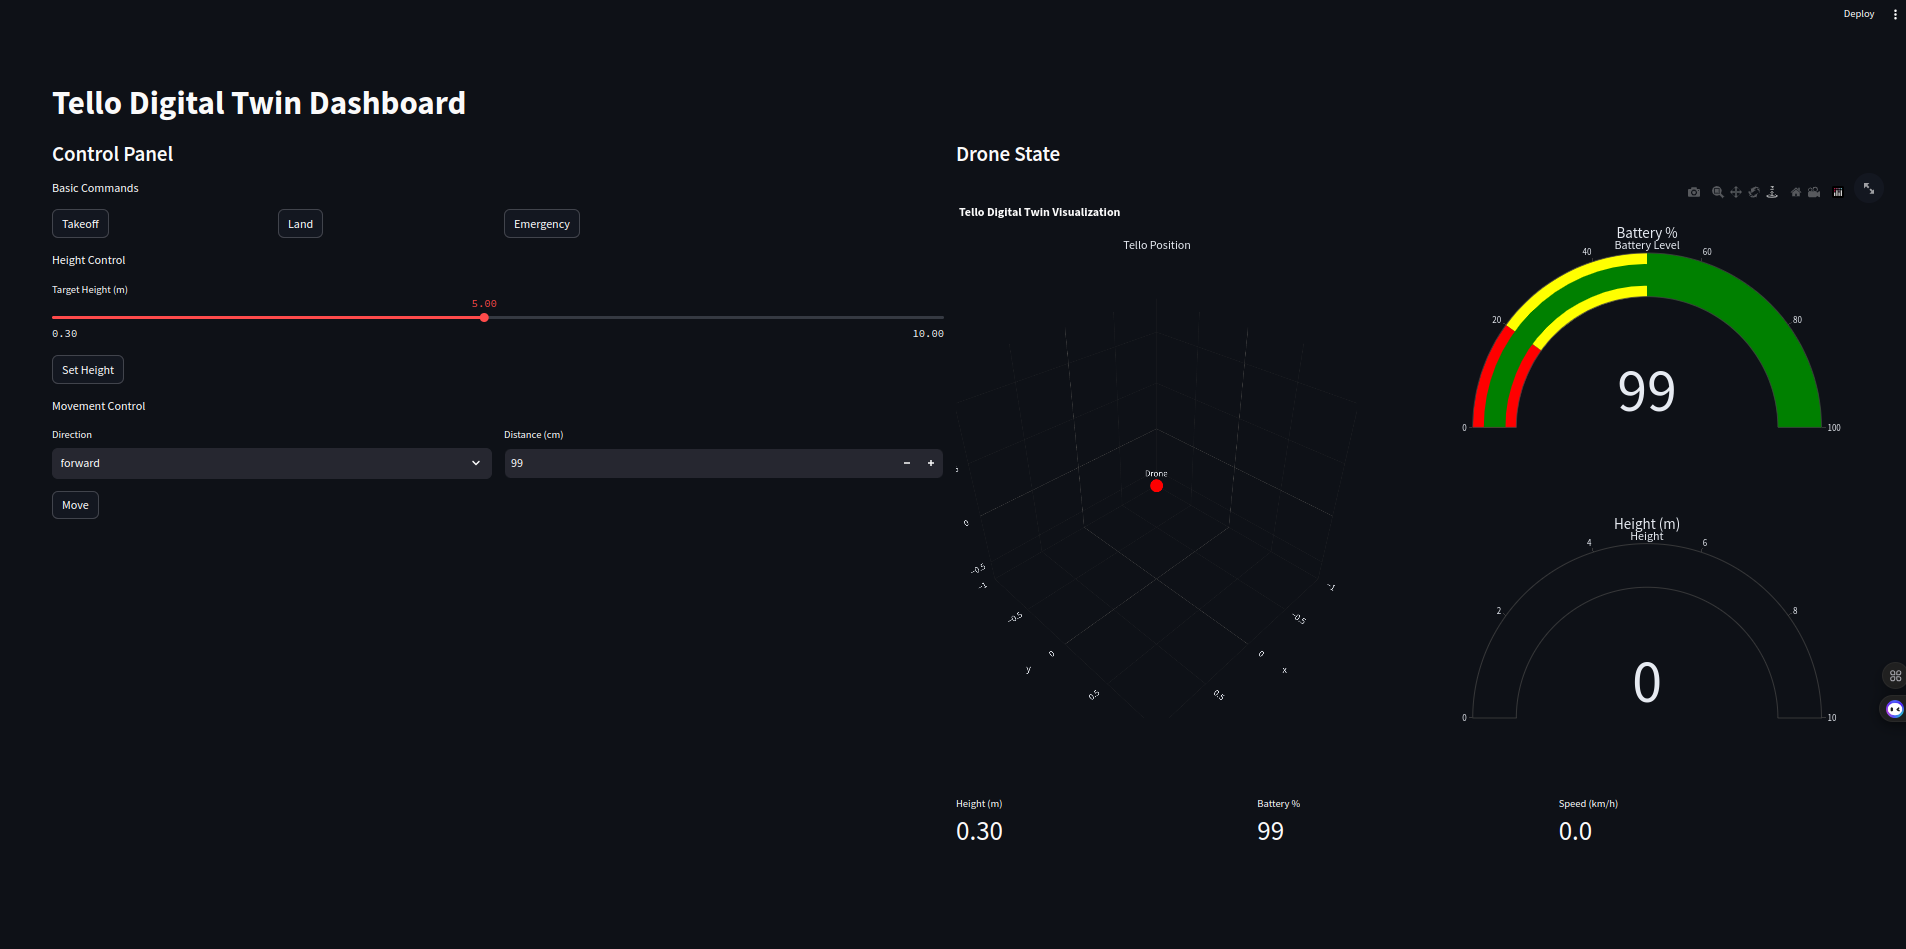 Deploy
Tello Digital Twin Dashboard
Control Panel
Basic Commands
Takeoff
Land
Emergency
Height Control
Target Height (m)
5.00
0.30
10.00
Set Height
Movement Control
Direction
Distance (cm)
forward
99
Move
Drone State
Tello Digital Twin Visualization
Tello Position
Drone
0
−0.5
−1
−0.5
0
y
0.5
−1
−0.5
0
x
0.5
Battery %
Battery Level
0
20
40
60
80
100
99
Height (m)
Height
0
2
4
6
8
10
0
Height (m)
Battery %
Speed (km/h)
0.30
99
0.0